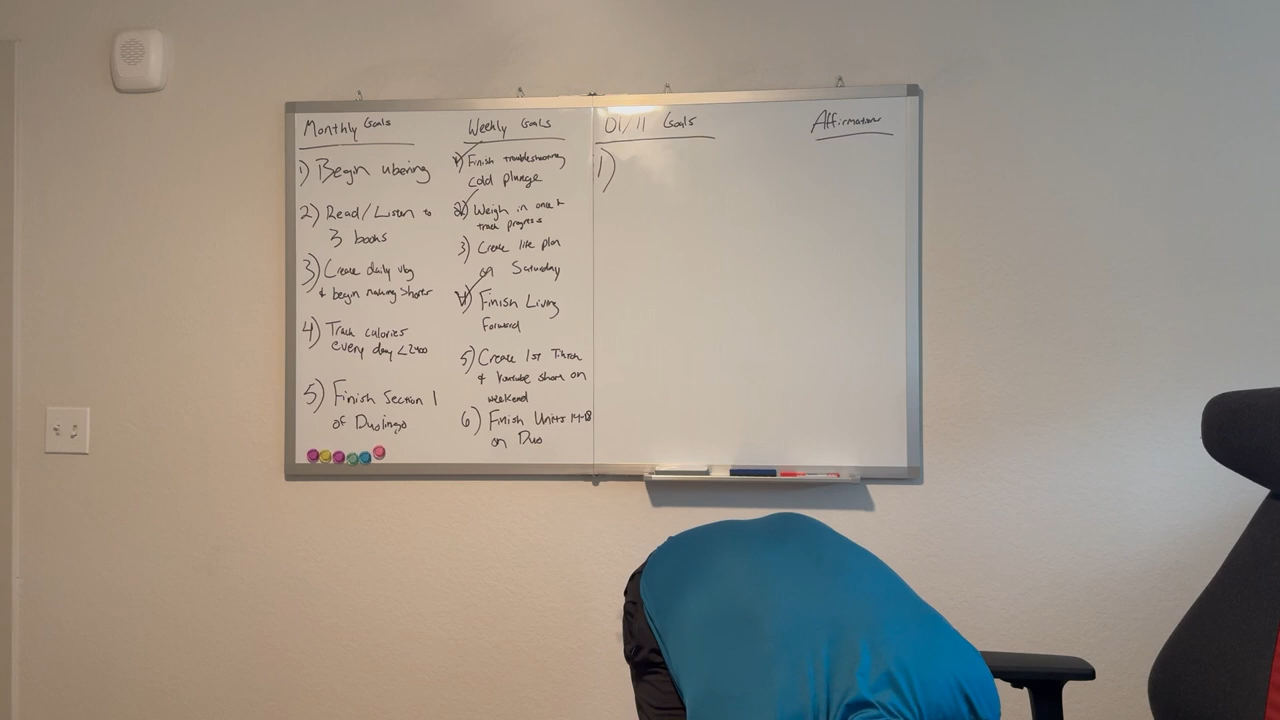 Monthly Goals
1) Begin ubering
2) Read/Listen to
3 books
3) Create daily vlog
& begin making shorts
4) Track calories
every day <2400
5) Finish Section 1
of Duolingo
Weekly Goals
1) Finish troubleshooting
cold plunge
2) Weigh in once &
track progress
3) Create life plan
on Saturday
4) Finish Living
Forward
5) Create 1st Tiktok
& Youtube short on
weekend
6) Finish Units 14-18
on Duo
01/11 Goals
1)
Affirmations